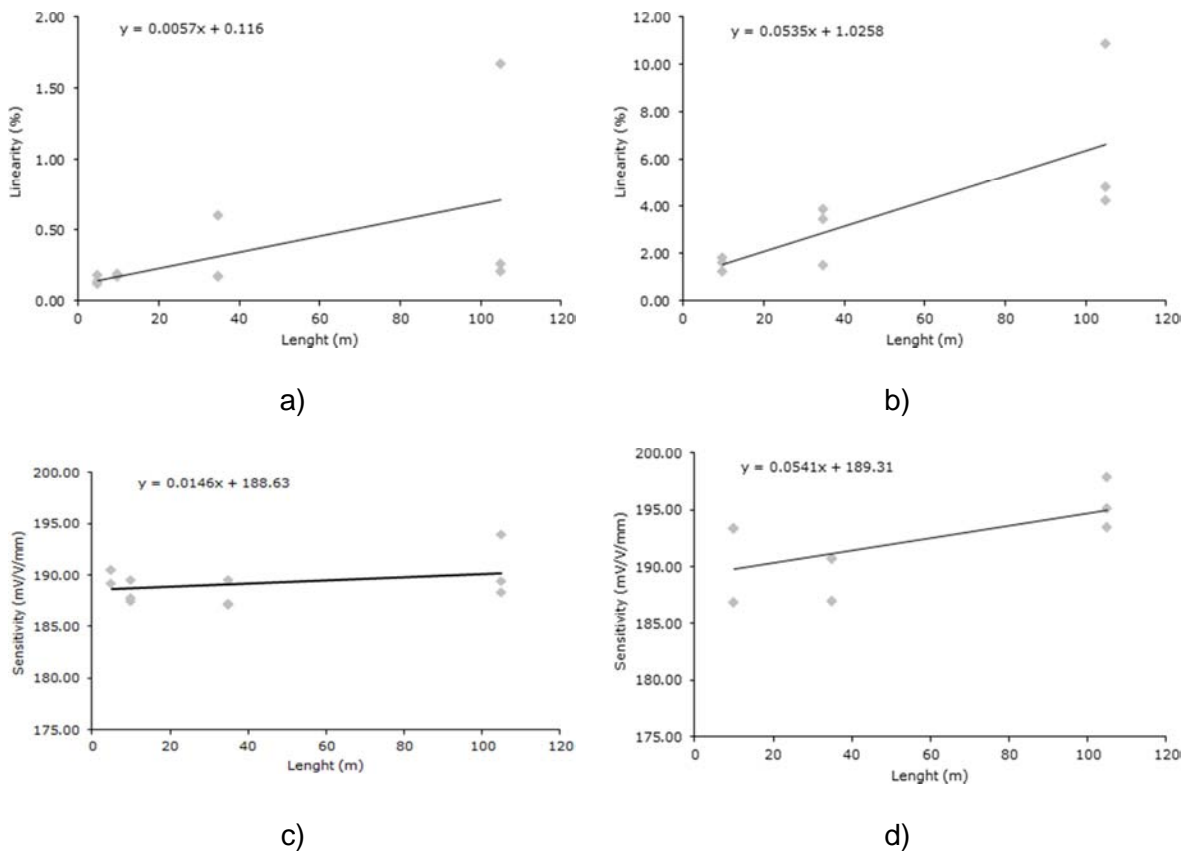 y = 0.0057x + 0.116
Linearity (%)
2.00
1.50
1.00
0.50
0.00
0 20 40 60 80 100 120
Lenght (m)
a)
y = 0.0535x + 1.0258
Linearity (%)
12.00
10.00
8.00
6.00
4.00
2.00
0.00
0 20 40 60 80 100 120
Lenght (m)
b)
y = 0.0146x + 188.63
Sensitivity (mV/V/mm)
200.00
195.00
190.00
185.00
180.00
175.00
0 20 40 60 80 100 120
Lenght (m)
c)
y = 0.0541x + 189.31
Sensitivity (mV/V/mm)
200.00
195.00
190.00
185.00
180.00
175.00
0 20 40 60 80 100 120
Lenght (m)
d)